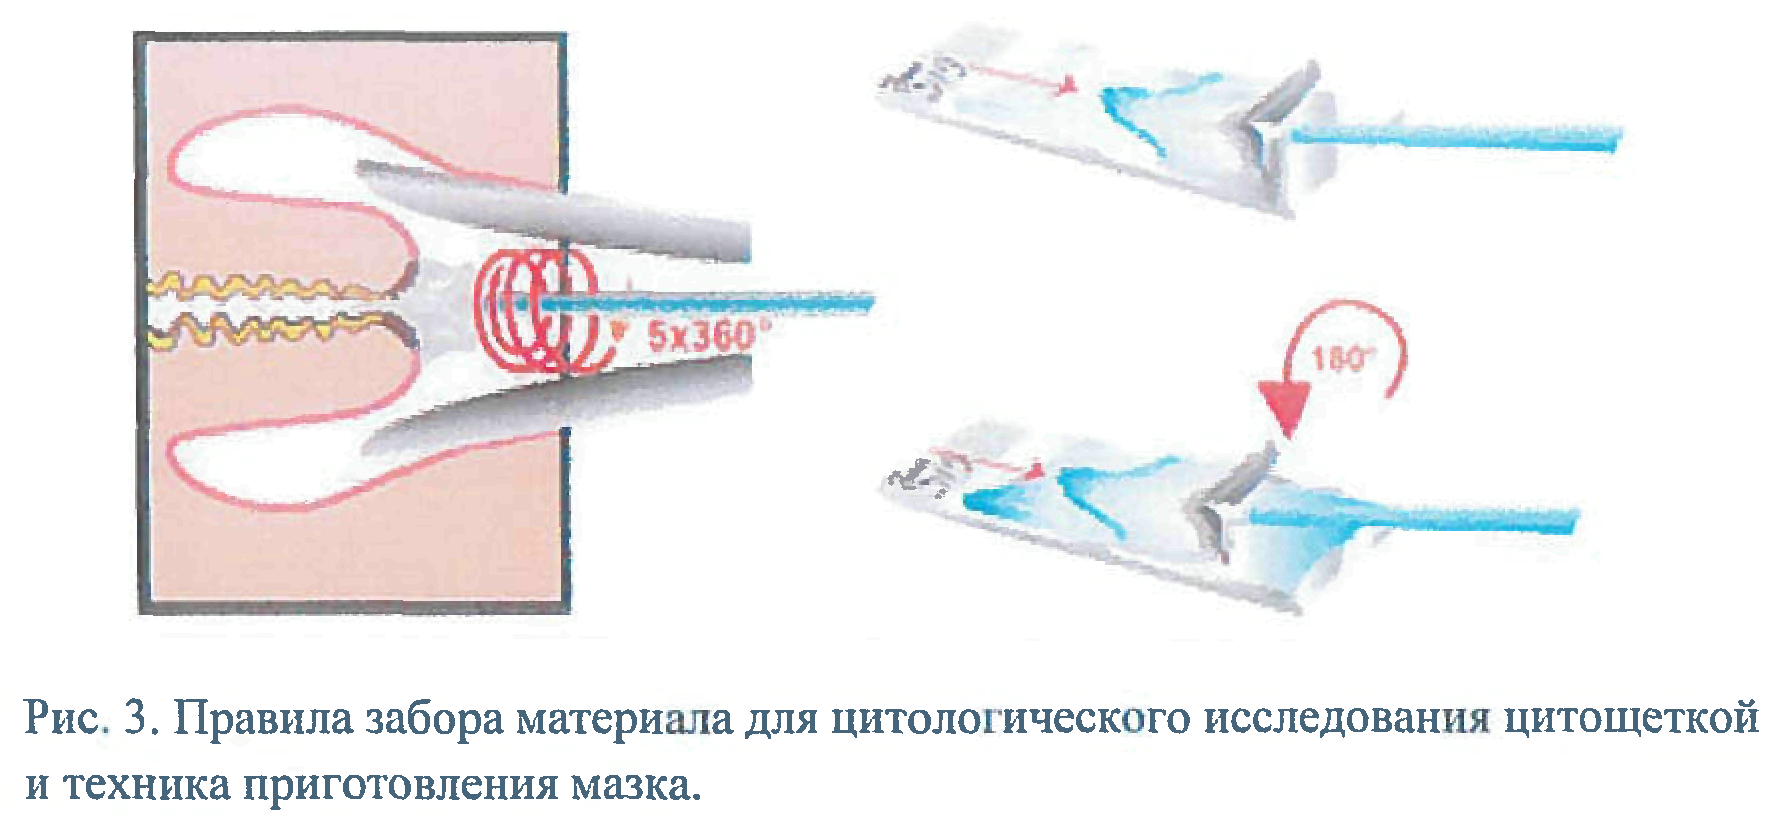 5x360°
180°
Рис. 3. Правила забора материала для цитологического исследования цитощеткой
и техника приготовления мазка.